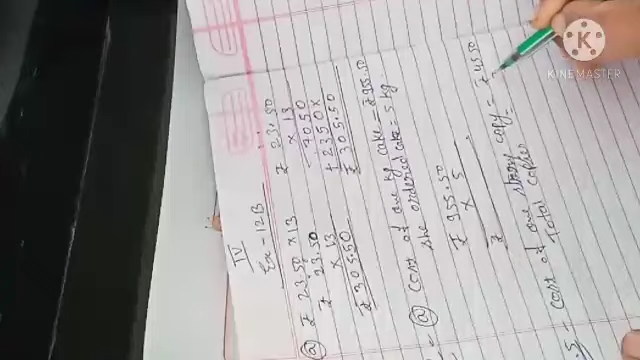 IV
Ex - 12B
a) ₹ 23.50 × 13
₹ 23.50
× 13
₹ 305.50
₹ 23.50
× 13
7050
+ 2350×
₹ 305.50
a) Cost of one kg cake = ₹ 955.50
She ordered cake = 5 kg
₹ 955.50
× 5
₹
5. Cost of one story copy = ₹ 45.50
Total copies
K
KINEMASTER